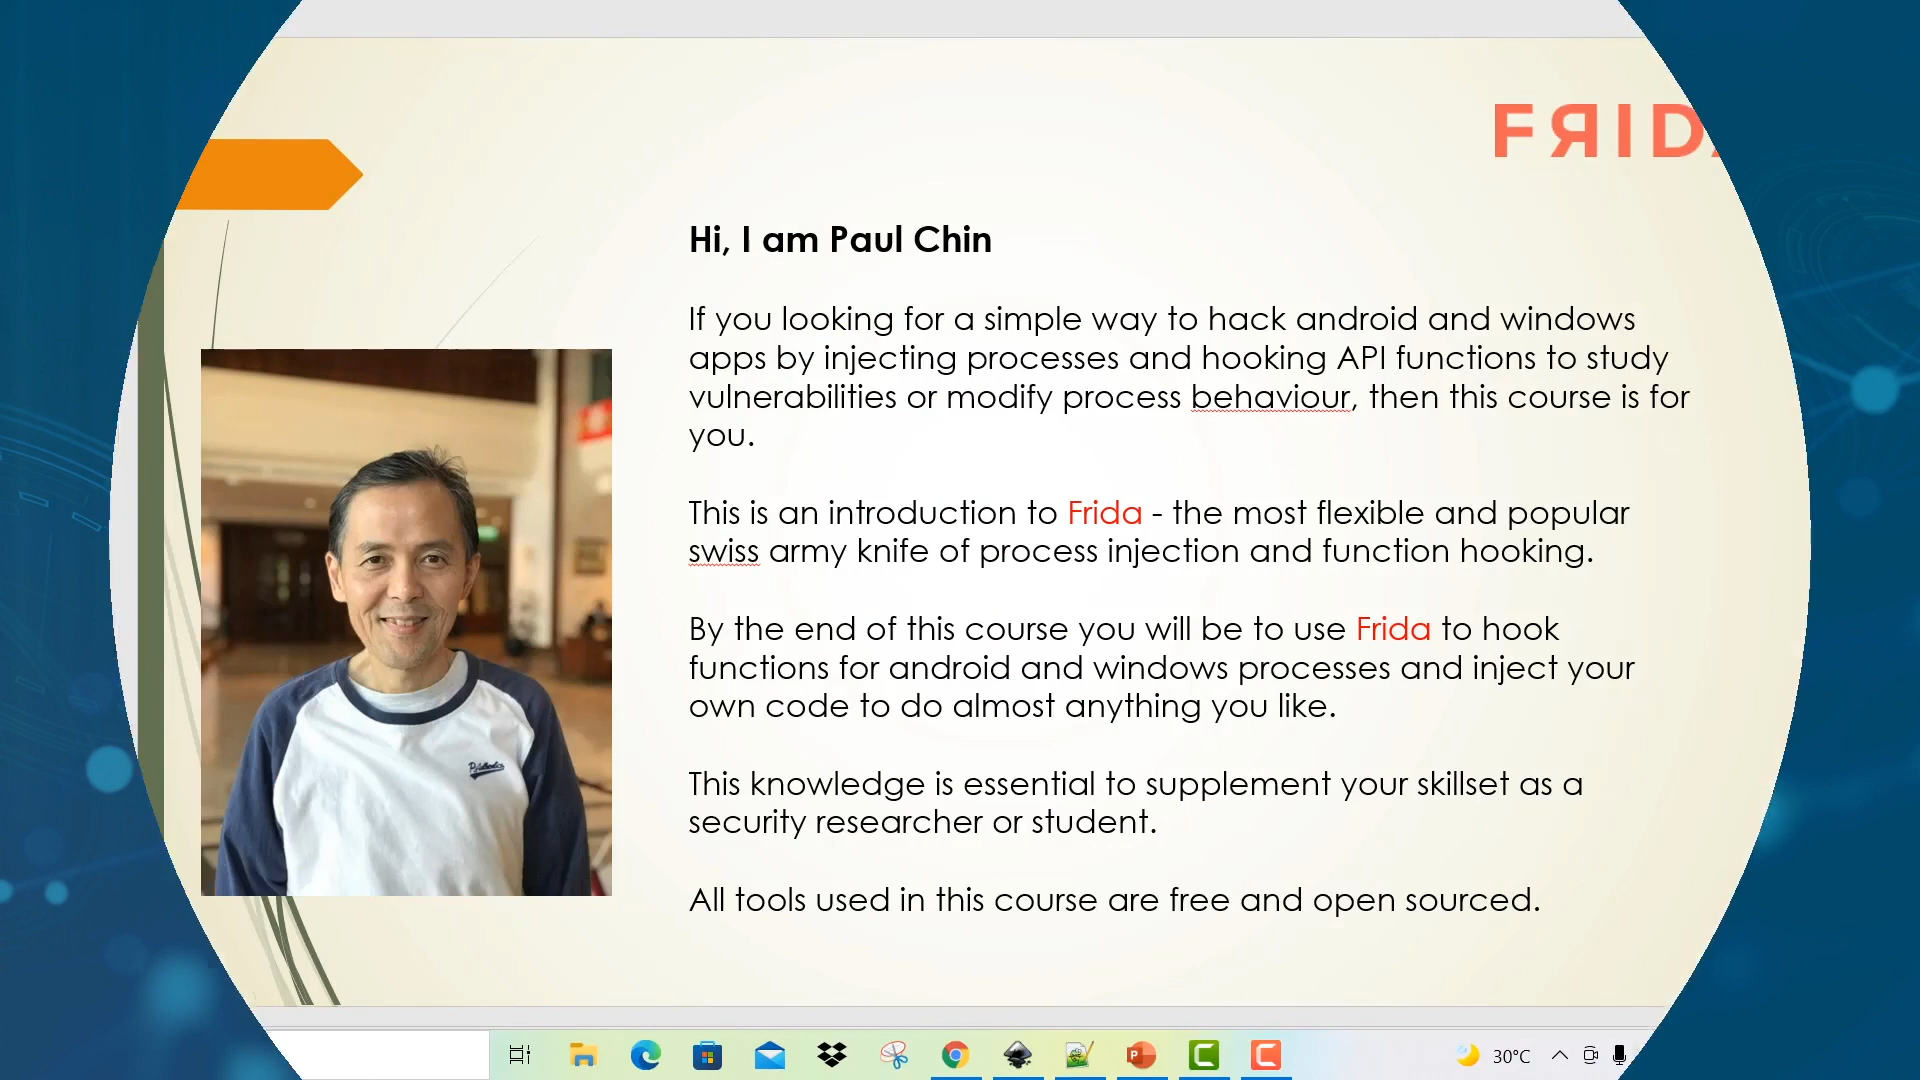 FЯID
Hi, I am Paul Chin
If you looking for a simple way to hack android and windows
apps by injecting processes and hooking API functions to study
vulnerabilities or modify process behaviour, then this course is for
you.
This is an introduction to Frida - the most flexible and popular
swiss army knife of process injection and function hooking.
By the end of this course you will be to use Frida to hook
functions for android and windows processes and inject your
own code to do almost anything you like.
This knowledge is essential to supplement your skillset as a
security researcher or student.
All tools used in this course are free and open sourced.
30°C